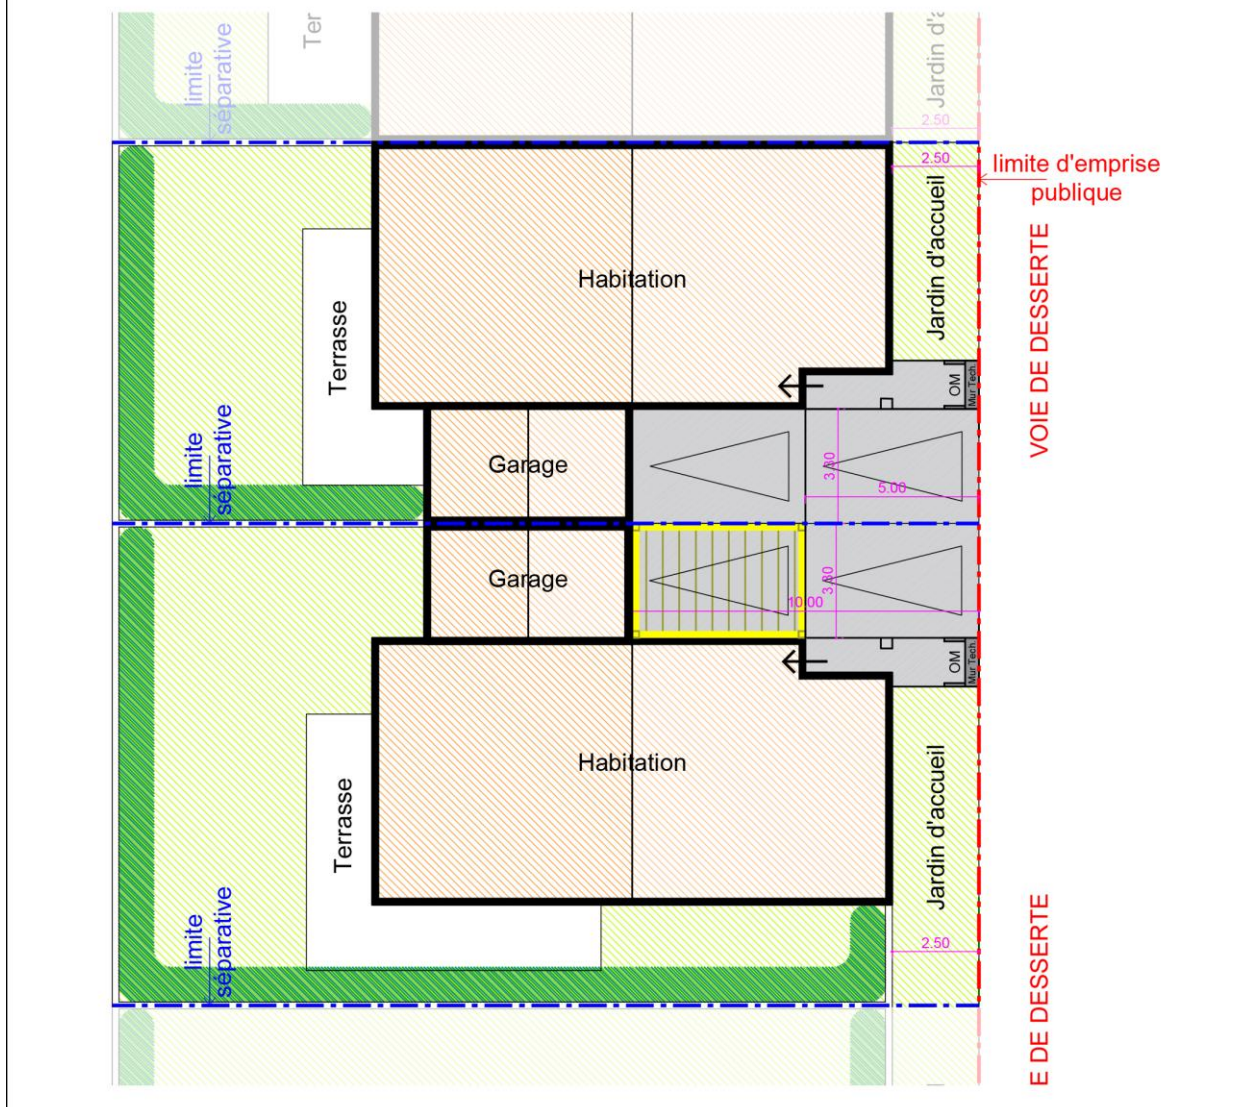 limite
séparative
Ter
Jardin d'a
2.50
2.50
limite d'emprise
publique
Jardin d'accueil
VOIE DE DESSERTE
Habitation
Terrasse
OM
Mur Tech.
limite
séparative
Garage
3.30
5.00
Garage
3.30
10.00
OM
Mur Tech.
Habitation
Terrasse
Jardin d'accueil
limite
séparative
2.50
E DE DESSERTE